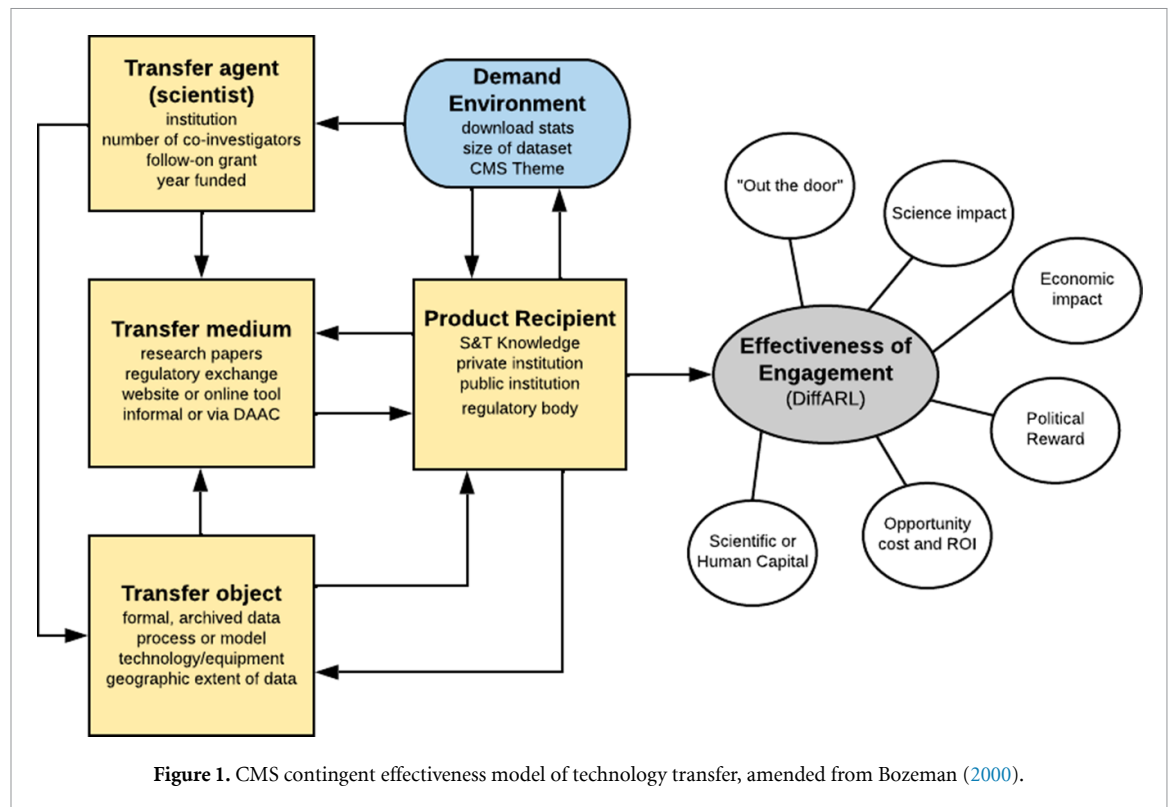 Transfer agent
(scientist)
institution
number of co-investigators
follow-on grant
year funded
Demand
Environment
download stats
size of dataset
CMS Theme
Transfer medium
research papers
regulatory exchange
website or online tool
informal or via DAAC
Product Recipient
S&T Knowledge
private institution
public institution
regulatory body
Transfer object
formal, archived data
process or model
technology/equipment
geographic extent of data
Effectiveness of
Engagement
(DiffARL)
"Out the door"
Science impact
Economic
impact
Political
Reward
Opportunity
cost and ROI
Scientific or
Human Capital
Figure 1. CMS contingent effectiveness model of technology transfer, amended from Bozeman (2000).